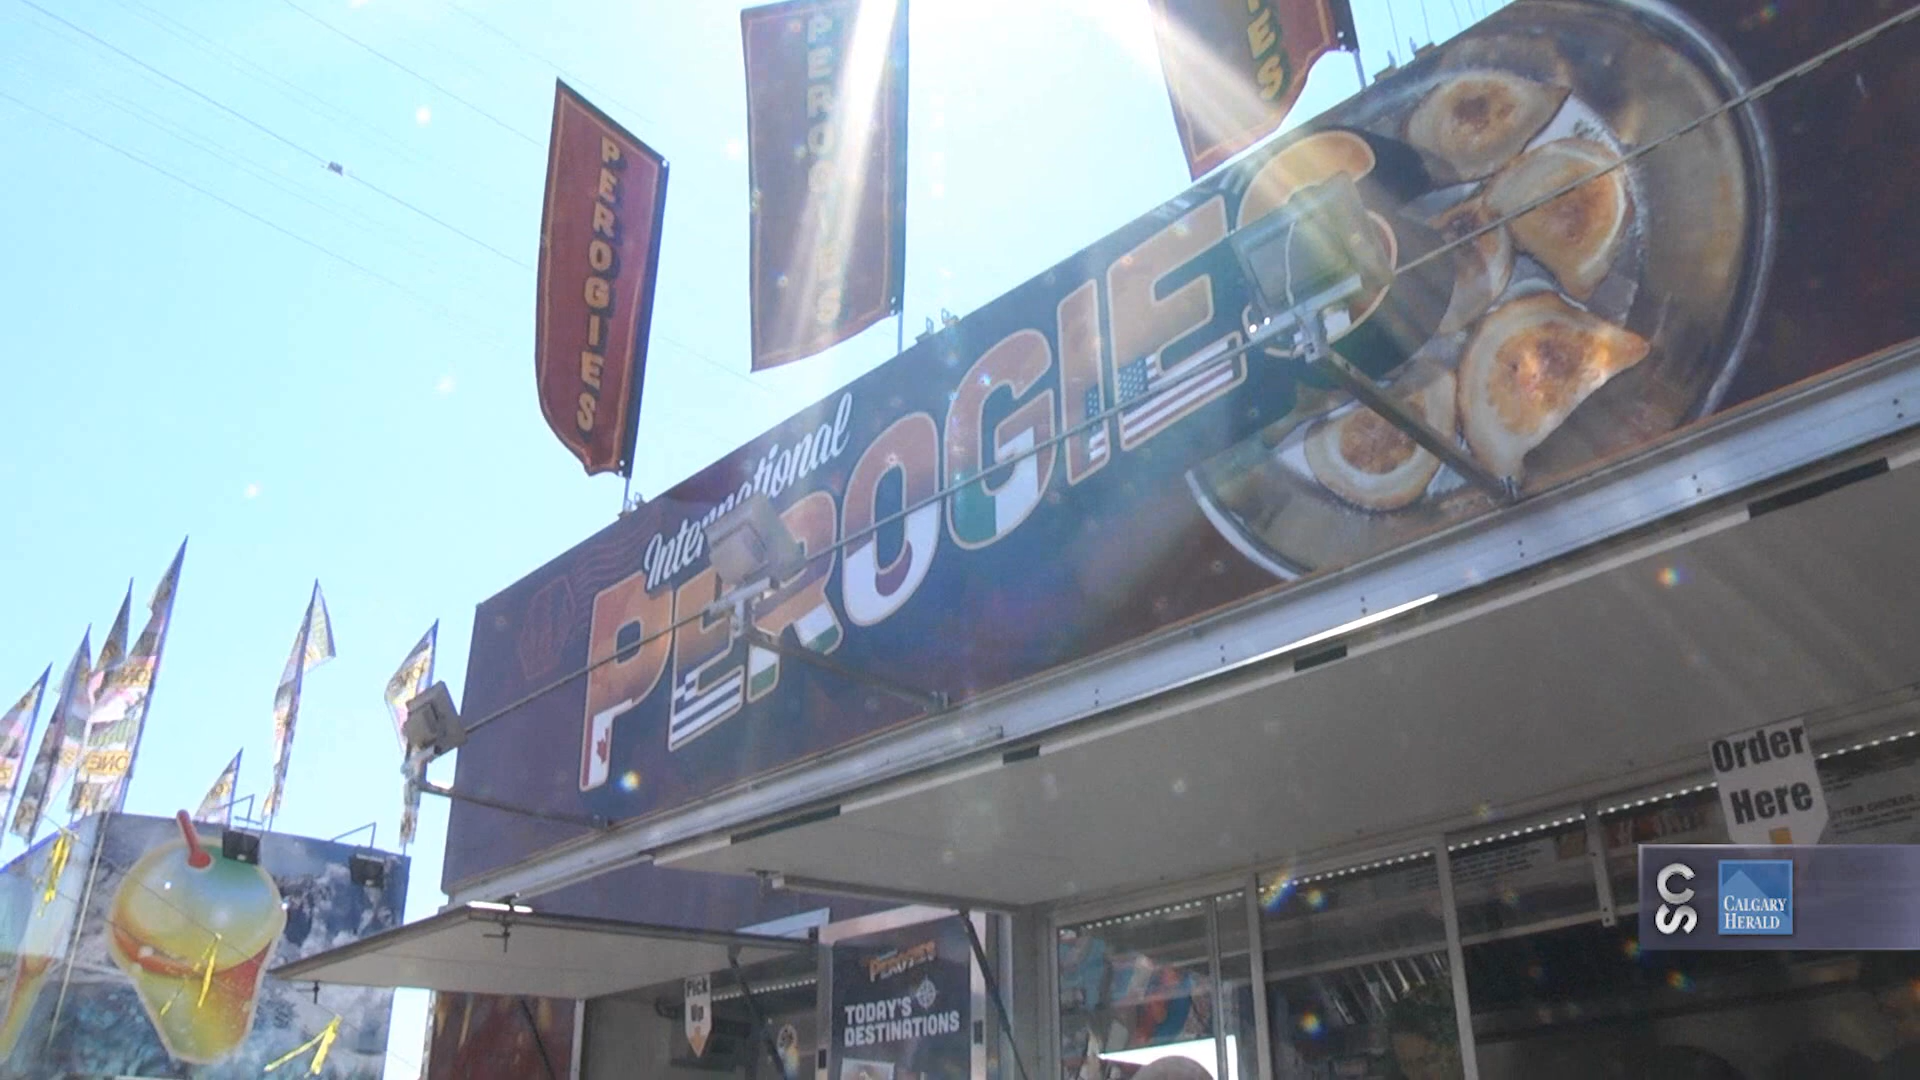 PEROGIES
PEROGIES
IES
International
PEROGIES
Order
Here
CS
CALGARY
HERALD
Pick
Up
PEROGIES
TODAY'S
DESTINATIONS